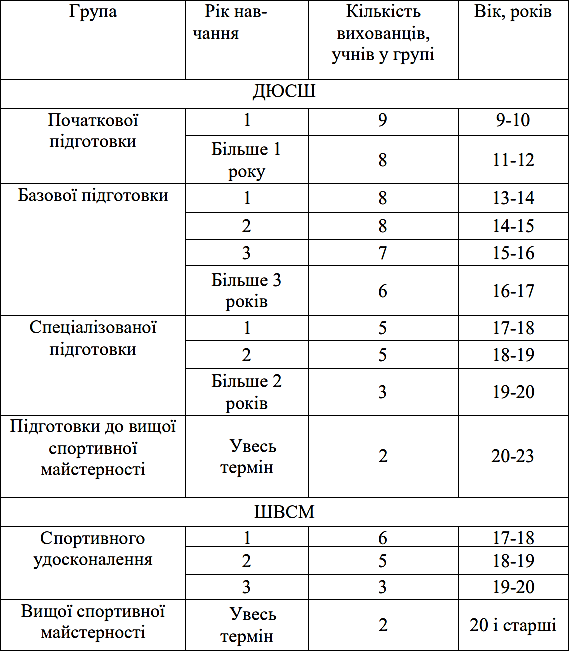 Група Рік нав- Кількість Вік, років
чання вихованців,
учнів у групі
ДЮСШ
Початкової 1 9 9-10
підготовки
Більше 1
року 8 11-12
Базової підготовки 1 8 13-14
2 8 14-15
3 7 15-16
Більше 3
років 6 16-17
Спеціалізованої 1 5 17-18
підготовки 2 5 18-19
Більше 2
років 3 19-20
Підготовки до вищої
спортивної Увесь
майстерності термін 2 20-23
ШВСМ
Спортивного 1 6 17-18
удосконалення 2 5 18-19
3 3 19-20
Вищої спортивної Увесь
майстерності термін 2 20 і старші